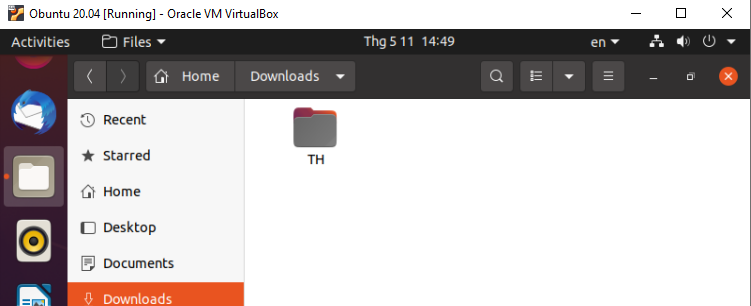 Obuntu 20.04 [Running] - Oracle VM VirtualBox
Activities Files Thg 5 11 14:49 en
Home Downloads
Recent
Starred
Home
Desktop
Documents
Downloads
TH